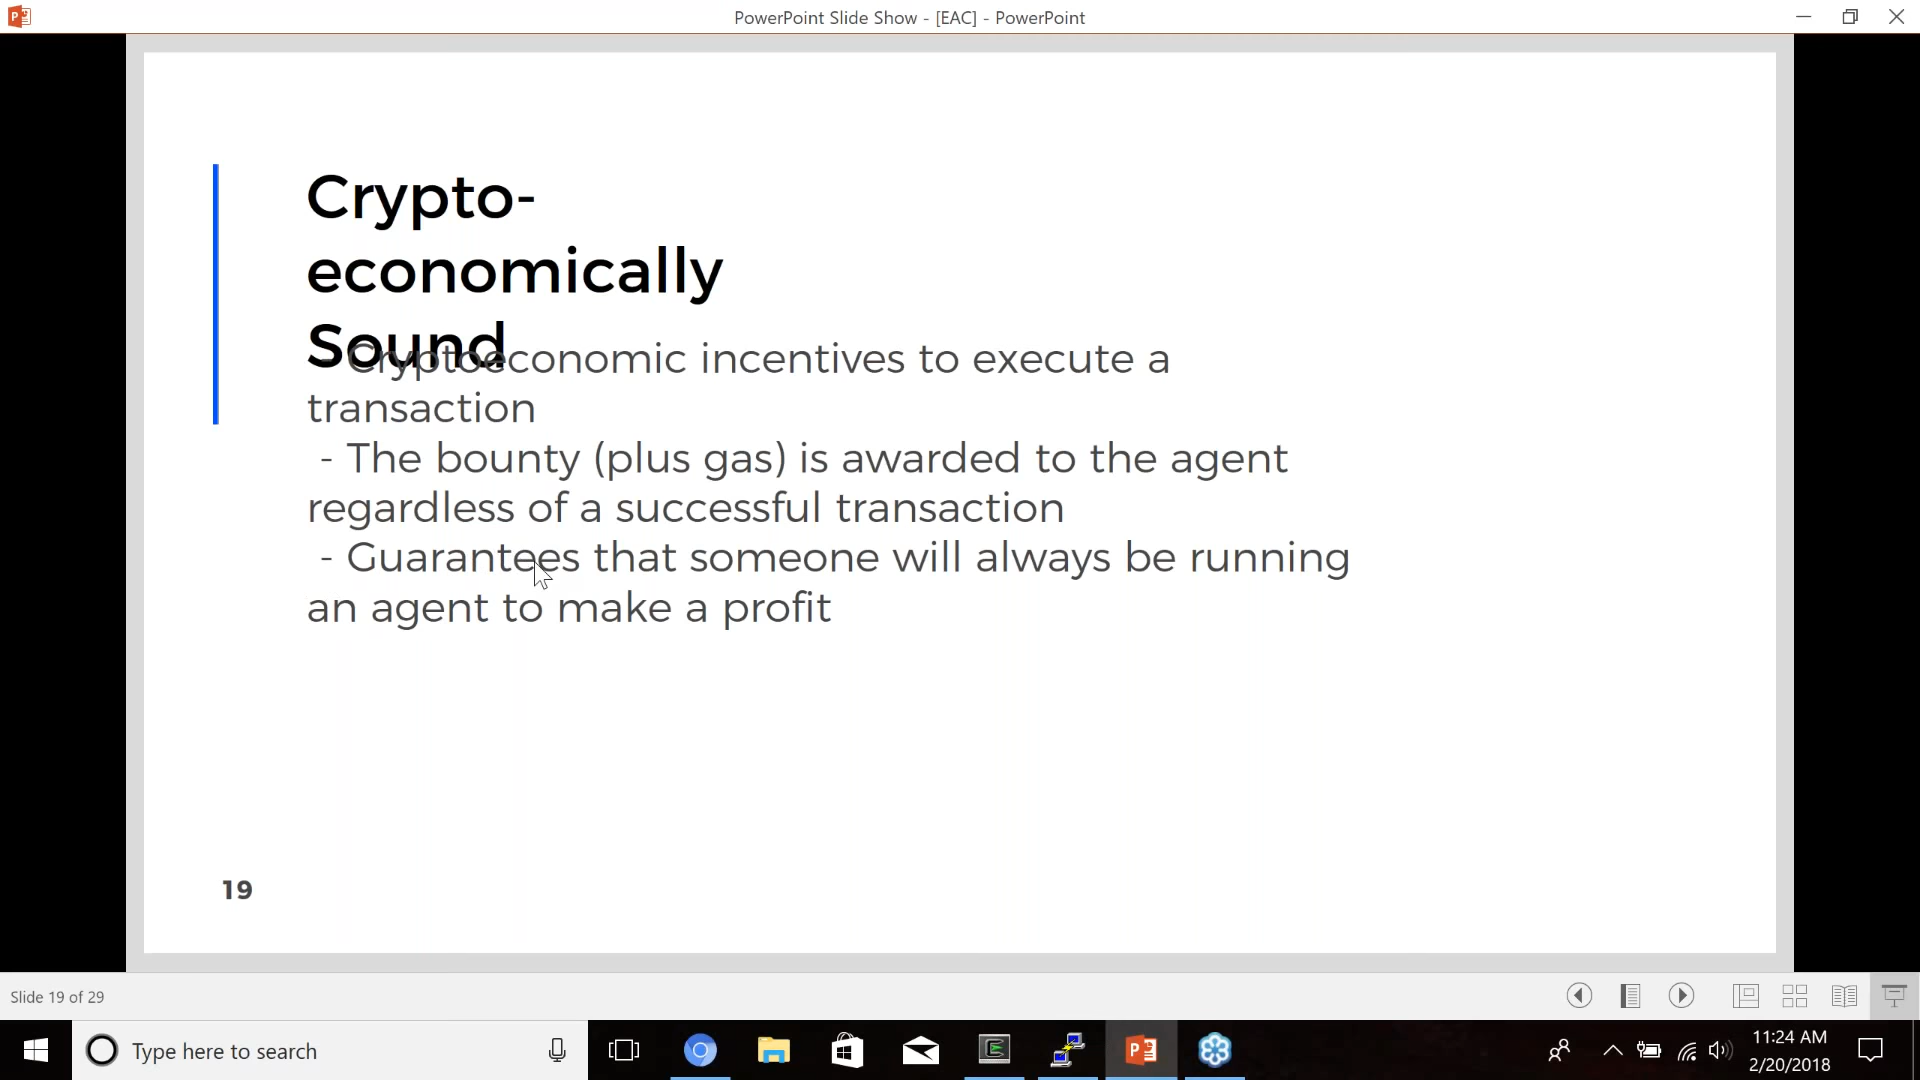 PowerPoint Slide Show - [EAC] - PowerPoint
Crypto-
economically
Sound
- Cryptoeconomic incentives to execute a
transaction
- The bounty (plus gas) is awarded to the agent
regardless of a successful transaction
- Guarantees that someone will always be running
an agent to make a profit
19
Slide 19 of 29
Type here to search
11:24 AM
2/20/2018